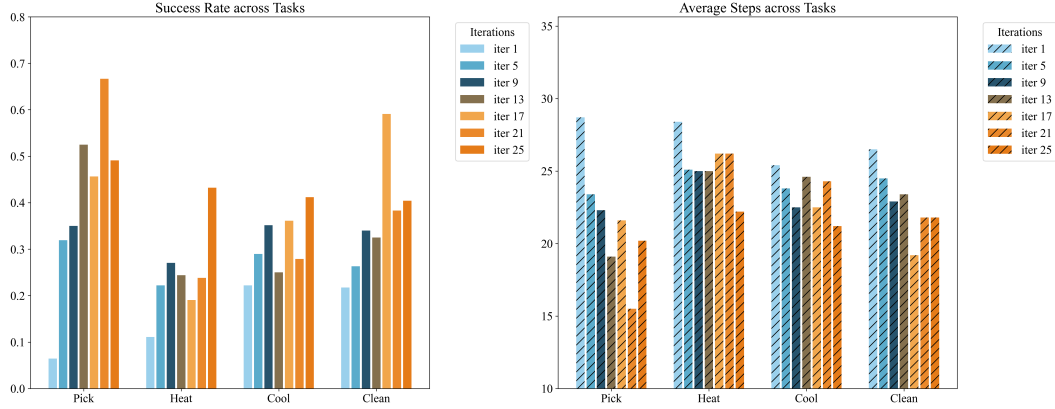 Success Rate across Tasks
0.8
0.7
0.6
0.5
0.4
0.3
0.2
0.1
0.0
Pick Heat Cool Clean
Iterations
iter 1
iter 5
iter 9
iter 13
iter 17
iter 21
iter 25
Average Steps across Tasks
35
30
25
20
15
10
Pick Heat Cool Clean
Iterations
iter 1
iter 5
iter 9
iter 13
iter 17
iter 21
iter 25